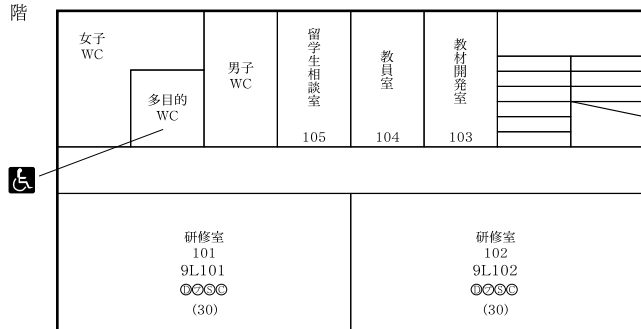 階
女子
WC
多目的
WC
男子
WC
留学生相談室
105
教員室
104
教材開発室
103
研修室
101
9L101
ⒹⓏⓈⒸ
(30)
研修室
102
9L102
ⒹⓏⓈⒸ
(30)